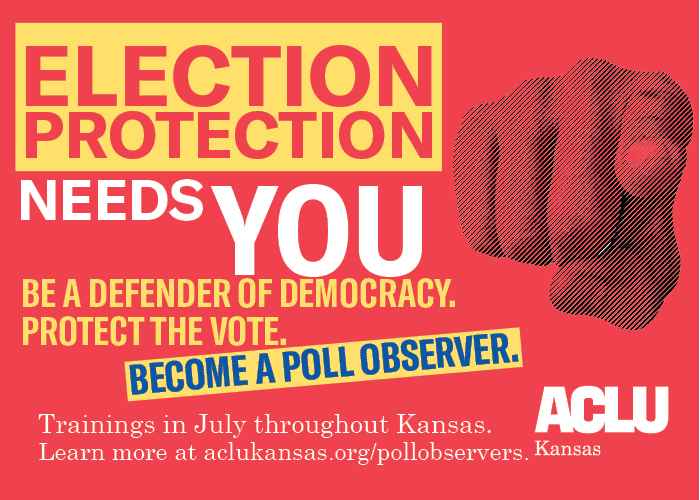 ELECTION
PROTECTION
NEEDS YOU
BE A DEFENDER OF DEMOCRACY.
PROTECT THE VOTE.
BECOME A POLL OBSERVER.
Trainings in July throughout Kansas.
Learn more at aclukansas.org/pollobservers.
ACLU
Kansas